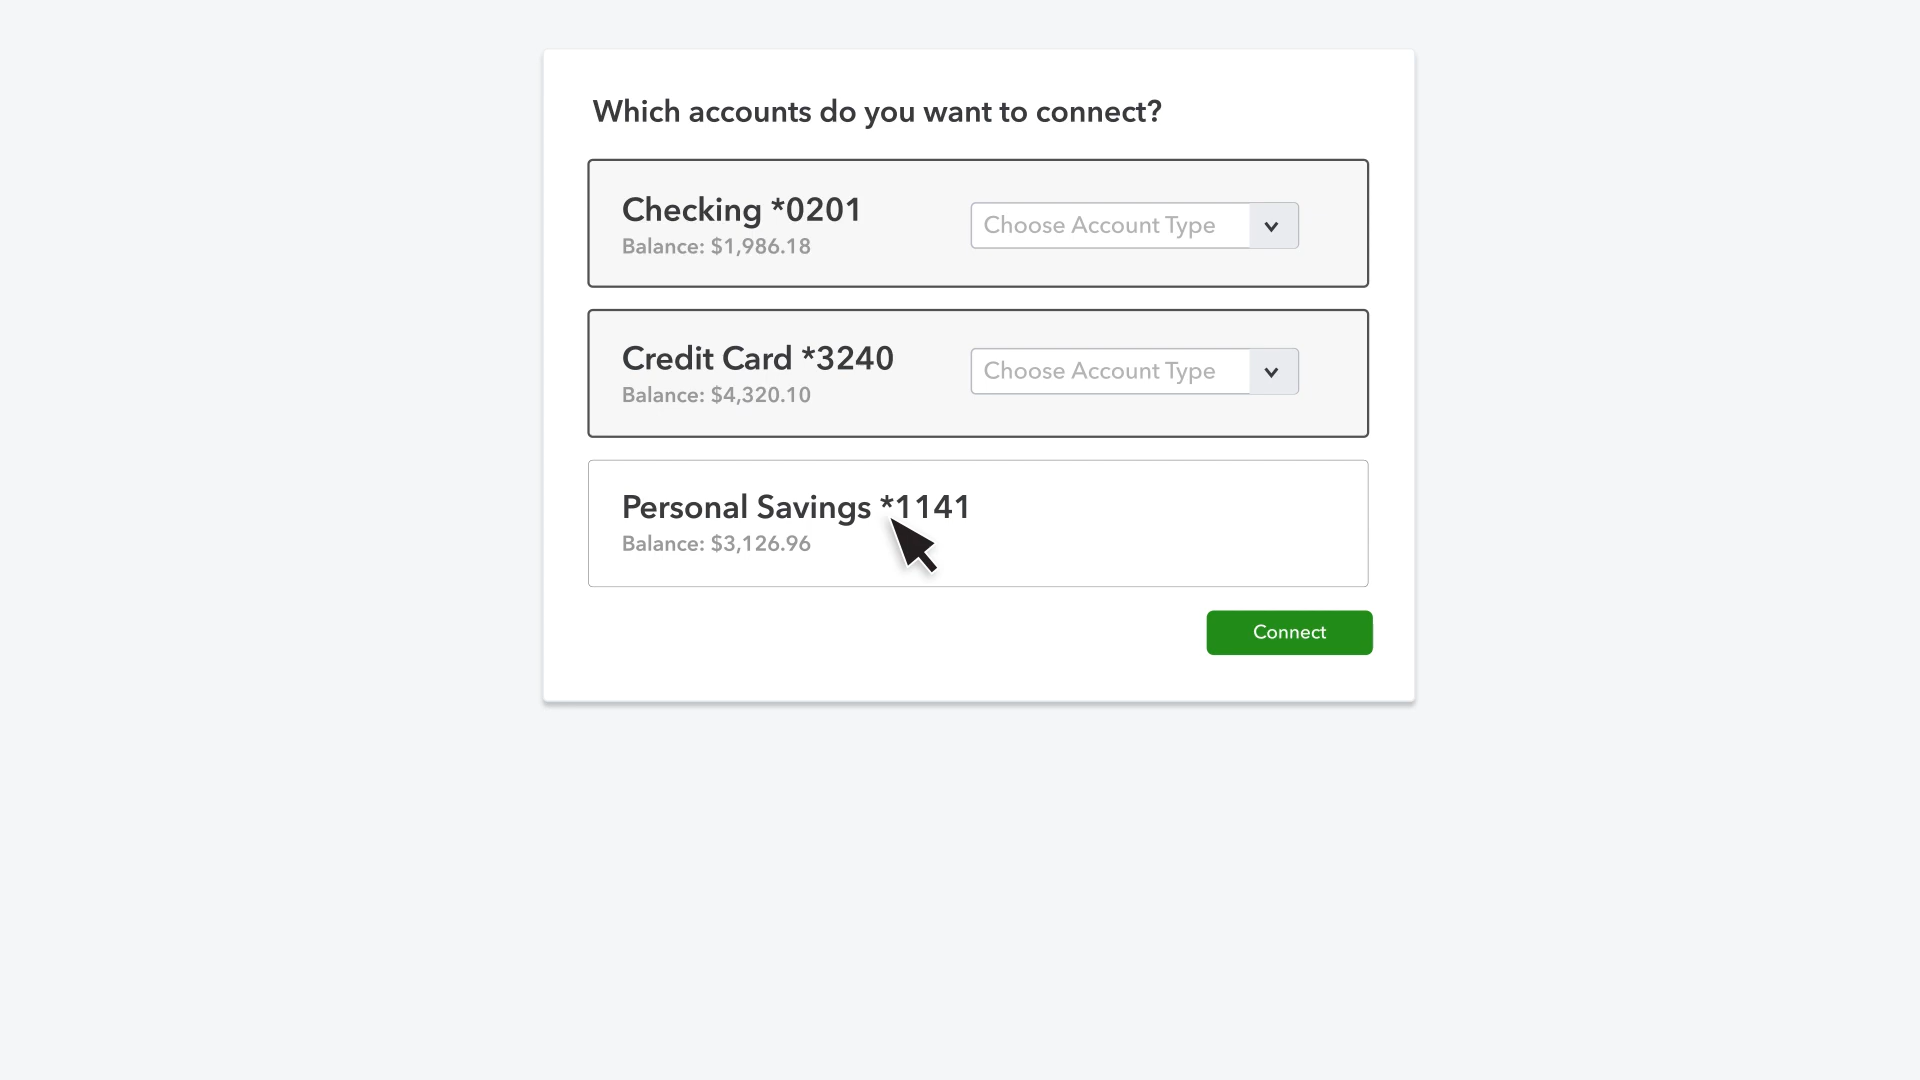 Which accounts do you want to connect?
Checking *0201
Balance: $1,986.18
Choose Account Type
Credit Card *3240
Balance: $4,320.10
Choose Account Type
Personal Savings *1141
Balance: $3,126.96
Connect